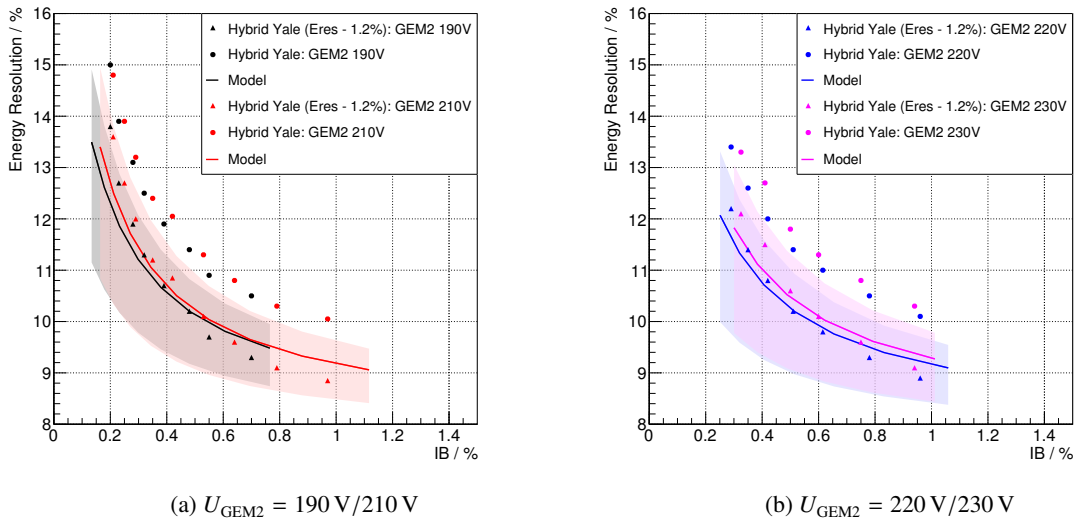 Energy Resolution / %
16
15
14
13
12
11
10
9
8
0
0.2
0.4
0.6
0.8
1
1.2
1.4
IB / %
Hybrid Yale (Eres - 1.2%): GEM2 190V
Hybrid Yale: GEM2 190V
Model
Hybrid Yale (Eres - 1.2%): GEM2 210V
Hybrid Yale: GEM2 210V
Model
(a) U_GEM2 = 190 V/210 V
Energy Resolution / %
16
15
14
13
12
11
10
9
8
0
0.2
0.4
0.6
0.8
1
1.2
1.4
IB / %
Hybrid Yale (Eres - 1.2%): GEM2 220V
Hybrid Yale: GEM2 220V
Model
Hybrid Yale (Eres - 1.2%): GEM2 230V
Hybrid Yale: GEM2 230V
Model
(b) U_GEM2 = 220 V/230 V